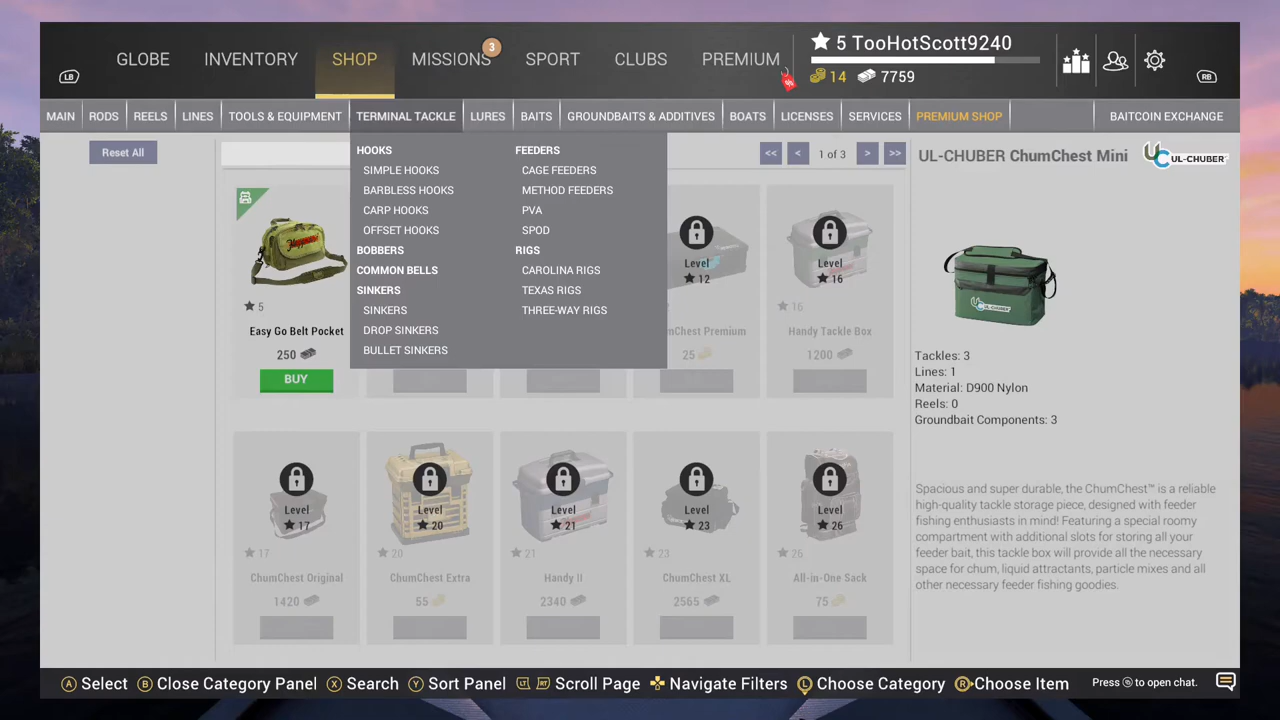 LB GLOBE INVENTORY SHOP MISSIONS 3 SPORT CLUBS PREMIUM % 5 TooHotScott9240 RB
14 7759
MAIN RODS REELS LINES TOOLS & EQUIPMENT TERMINAL TACKLE LURES BAITS GROUNDBAITS & ADDITIVES BOATS LICENSES SERVICES PREMIUM SHOP BAITCOIN EXCHANGE
Reset All
HOOKS
SIMPLE HOOKS
BARBLESS HOOKS
CARP HOOKS
OFFSET HOOKS
BOBBERS
COMMON BELLS
SINKERS
SINKERS
DROP SINKERS
BULLET SINKERS
FEEDERS
CAGE FEEDERS
METHOD FEEDERS
PVA
SPOD
RIGS
CAROLINA RIGS
TEXAS RIGS
THREE-WAY RIGS
<< < 1 of 3 > >>
5
Easy Go Belt Pocket
250
BUY
Level
12
ChumChest Premium
25
Level
16
16
Handy Tackle Box
1200
Level
17
17
ChumChest Original
1420
Level
20
20
ChumChest Extra
55
Level
21
21
Handy II
2340
Level
23
23
ChumChest XL
2565
Level
26
26
All-in-One Sack
75
UL-CHUBER ChumChest Mini
UL-CHUBER
Tackles: 3
Lines: 1
Material: D900 Nylon
Reels: 0
Groundbait Components: 3
Spacious and super durable, the ChumChest™ is a reliable
high-quality tackle storage piece, designed with feeder
fishing enthusiasts in mind! Featuring a special roomy
compartment with additional slots for storing all your
feeder bait, this tackle box will provide all the necessary
space for chum, liquid attractants, particle mixes and all
other necessary feeder fishing goodies.
A Select B Close Category Panel X Search Y Sort Panel LT RT Scroll Page Navigate Filters L Choose Category R Choose Item Press to open chat.